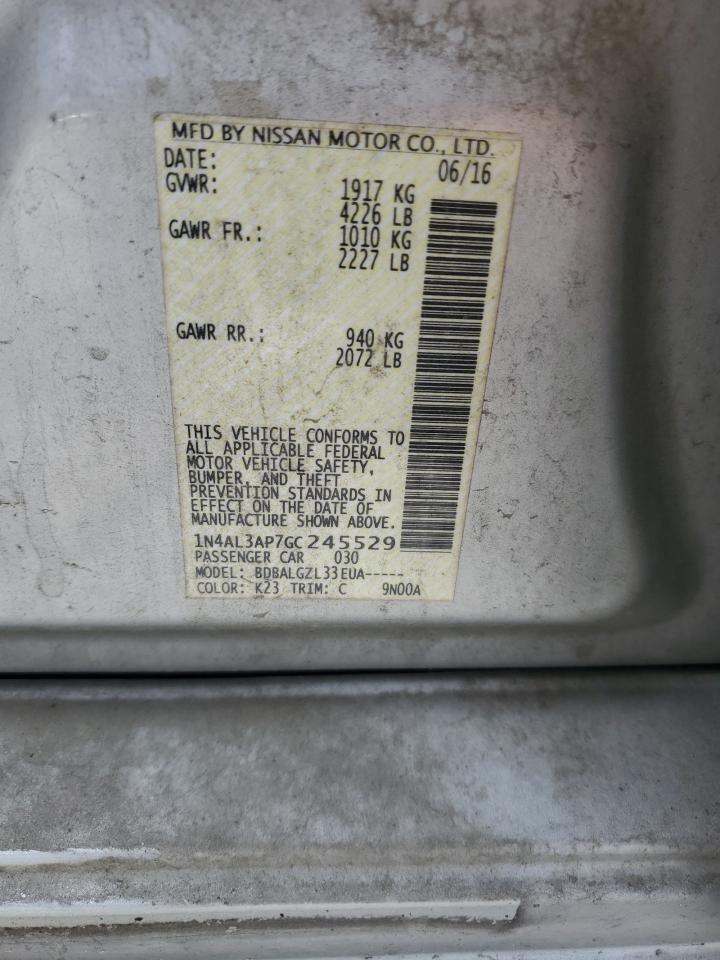 MFD BY NISSAN MOTOR CO., LTD.
DATE: 06/16
GVWR: 1917 KG
4226 LB
GAWR FR.: 1010 KG
2227 LB
GAWR RR.: 940 KG
2072 LB
THIS VEHICLE CONFORMS TO
ALL APPLICABLE FEDERAL
MOTOR VEHICLE SAFETY,
BUMPER, AND THEFT
PREVENTION STANDARDS IN
EFFECT ON THE DATE OF
MANUFACTURE SHOWN ABOVE.
1N4AL3AP7GC245529
PASSENGER CAR 030
MODEL: BDBALGZL33EUA-----
COLOR: K23 TRIM: C 9N00A